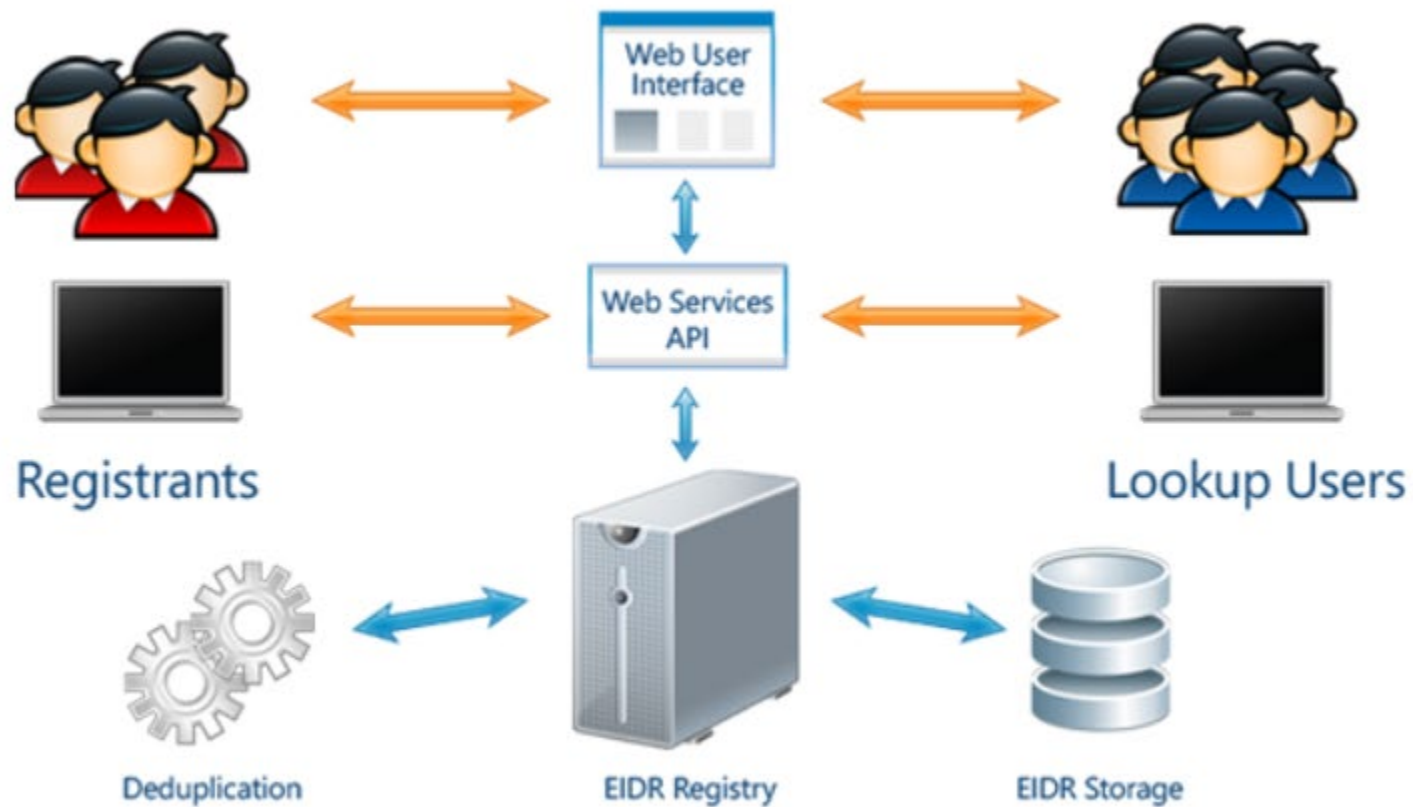 Web User
Interface
Web Services
API
Registrants
Lookup Users
Deduplication
EIDR Registry
EIDR Storage